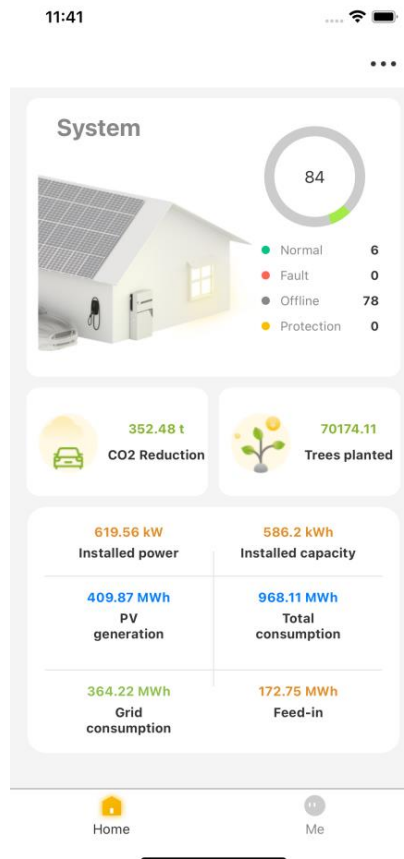 11:41
System
84
Normal 6
Fault 0
Offline 78
Protection 0
352.48 t
CO2 Reduction
70174.11
Trees planted
619.56 kW
Installed power
586.2 kWh
Installed capacity
409.87 MWh
PV
generation
968.11 MWh
Total
consumption
364.22 MWh
Grid
consumption
172.75 MWh
Feed-in
Home
Me